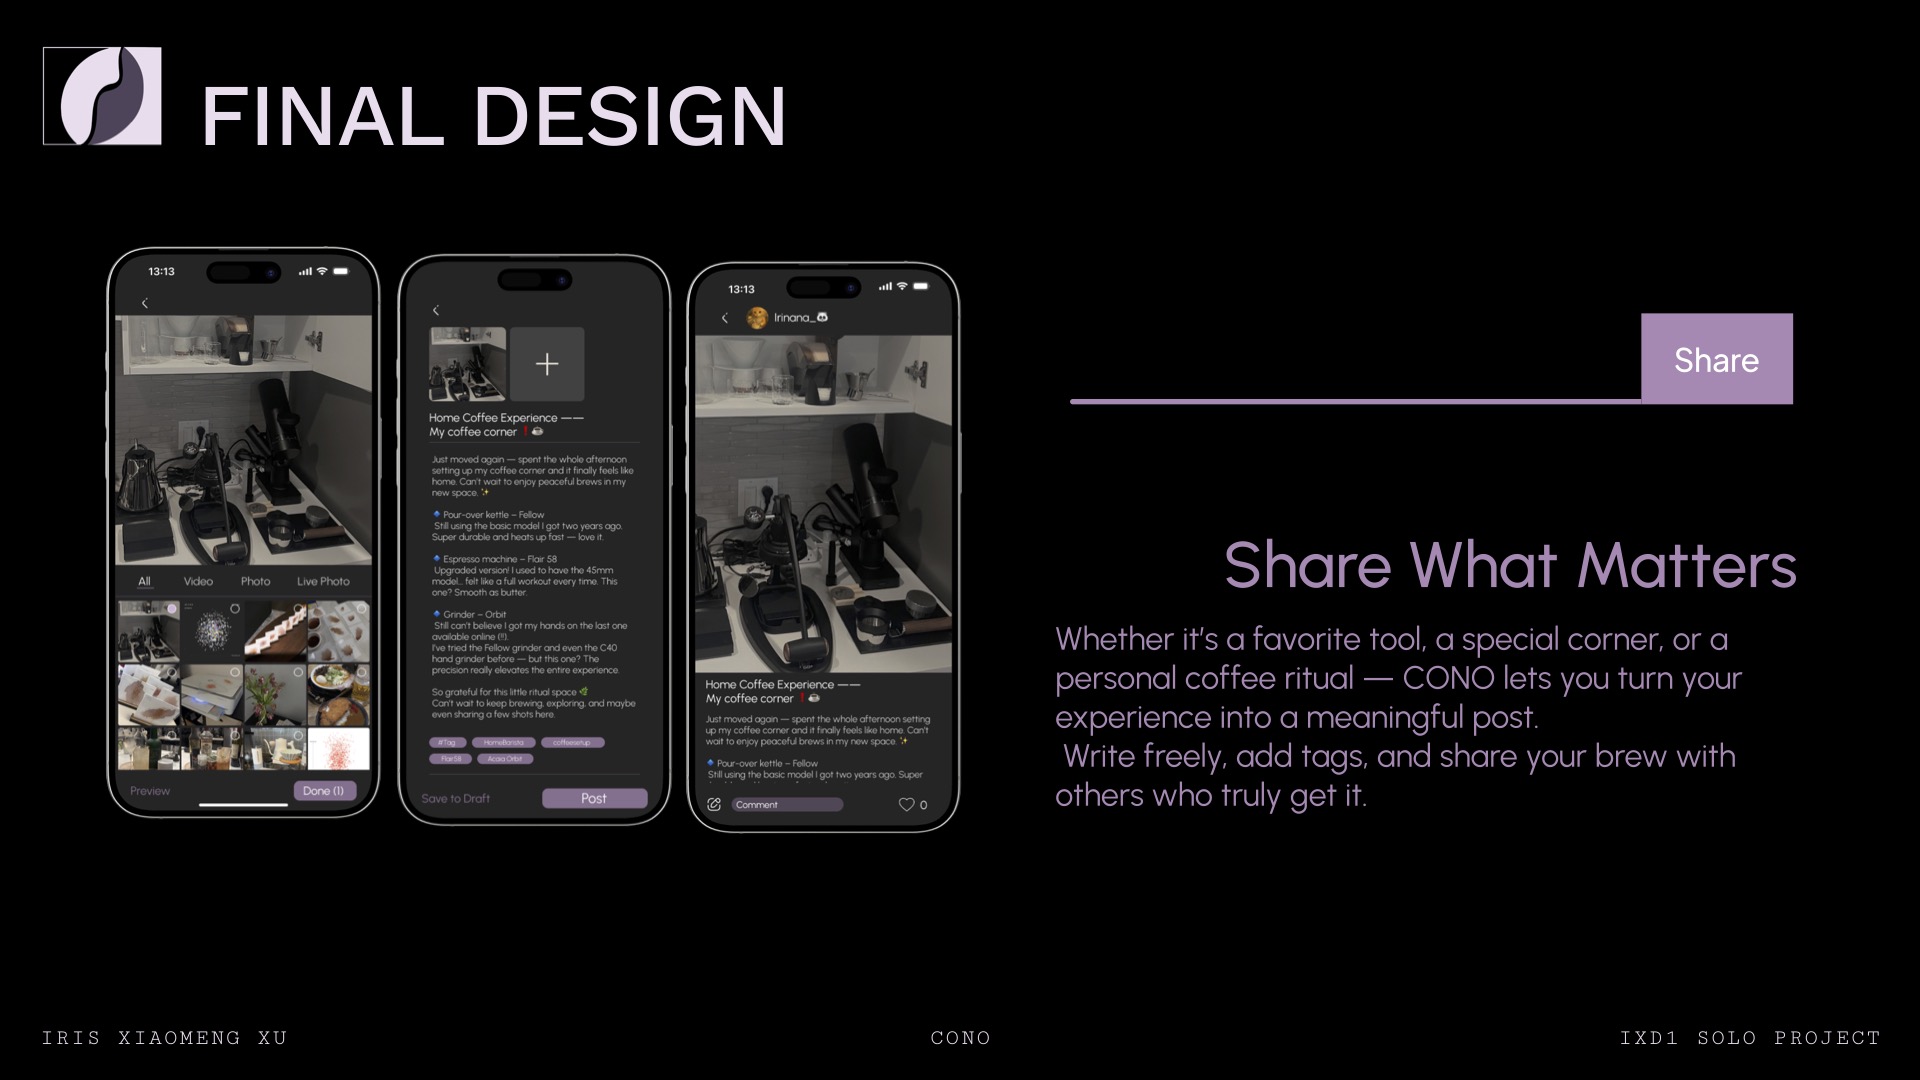 FINAL DESIGN
13:13
All Video Photo Live Photo
Preview Done (1)
Home Coffee Experience ——
My coffee corner ❗☕
Just moved again — spent the whole afternoon
setting up my coffee corner and it finally feels like
home. Can't wait to enjoy peaceful brews in my
new space. ✨
🔹 Pour-over kettle – Fellow
Still using the basic model I got two years ago.
Super durable and heats up fast — love it.
🔹 Espresso machine – Flair 58
Upgraded version! I used to have the 45mm
model… felt like a full workout every time. This
one? Smooth as butter.
🔹 Grinder – Orbit
Still can't believe I got my hands on the last one
available online (!!).
I've tried the Fellow grinder and even the C40
hand grinder before — but this one? The
precision really elevates the entire experience.
So grateful for this little ritual space 🌿
Can't wait to keep brewing, exploring, and maybe
even sharing a few shots here.
#Tag HomeBarista coffeesetup
Flair58 Acaia Orbit
Save to Draft Post
13:13
Irinana_🐼
Home Coffee Experience ——
My coffee corner ❗☕
Just moved again — spent the whole afternoon setting
up my coffee corner and it finally feels like home. Can't
wait to enjoy peaceful brews in my new space. ✨
🔹 Pour-over kettle – Fellow
Still using the basic model I got two years ago. Super
Comment 0
Share
Share What Matters
Whether it's a favorite tool, a special corner, or a
personal coffee ritual — CONO lets you turn your
experience into a meaningful post.
Write freely, add tags, and share your brew with
others who truly get it.
IRIS XIAOMENG XU
CONO
IXD1 SOLO PROJECT